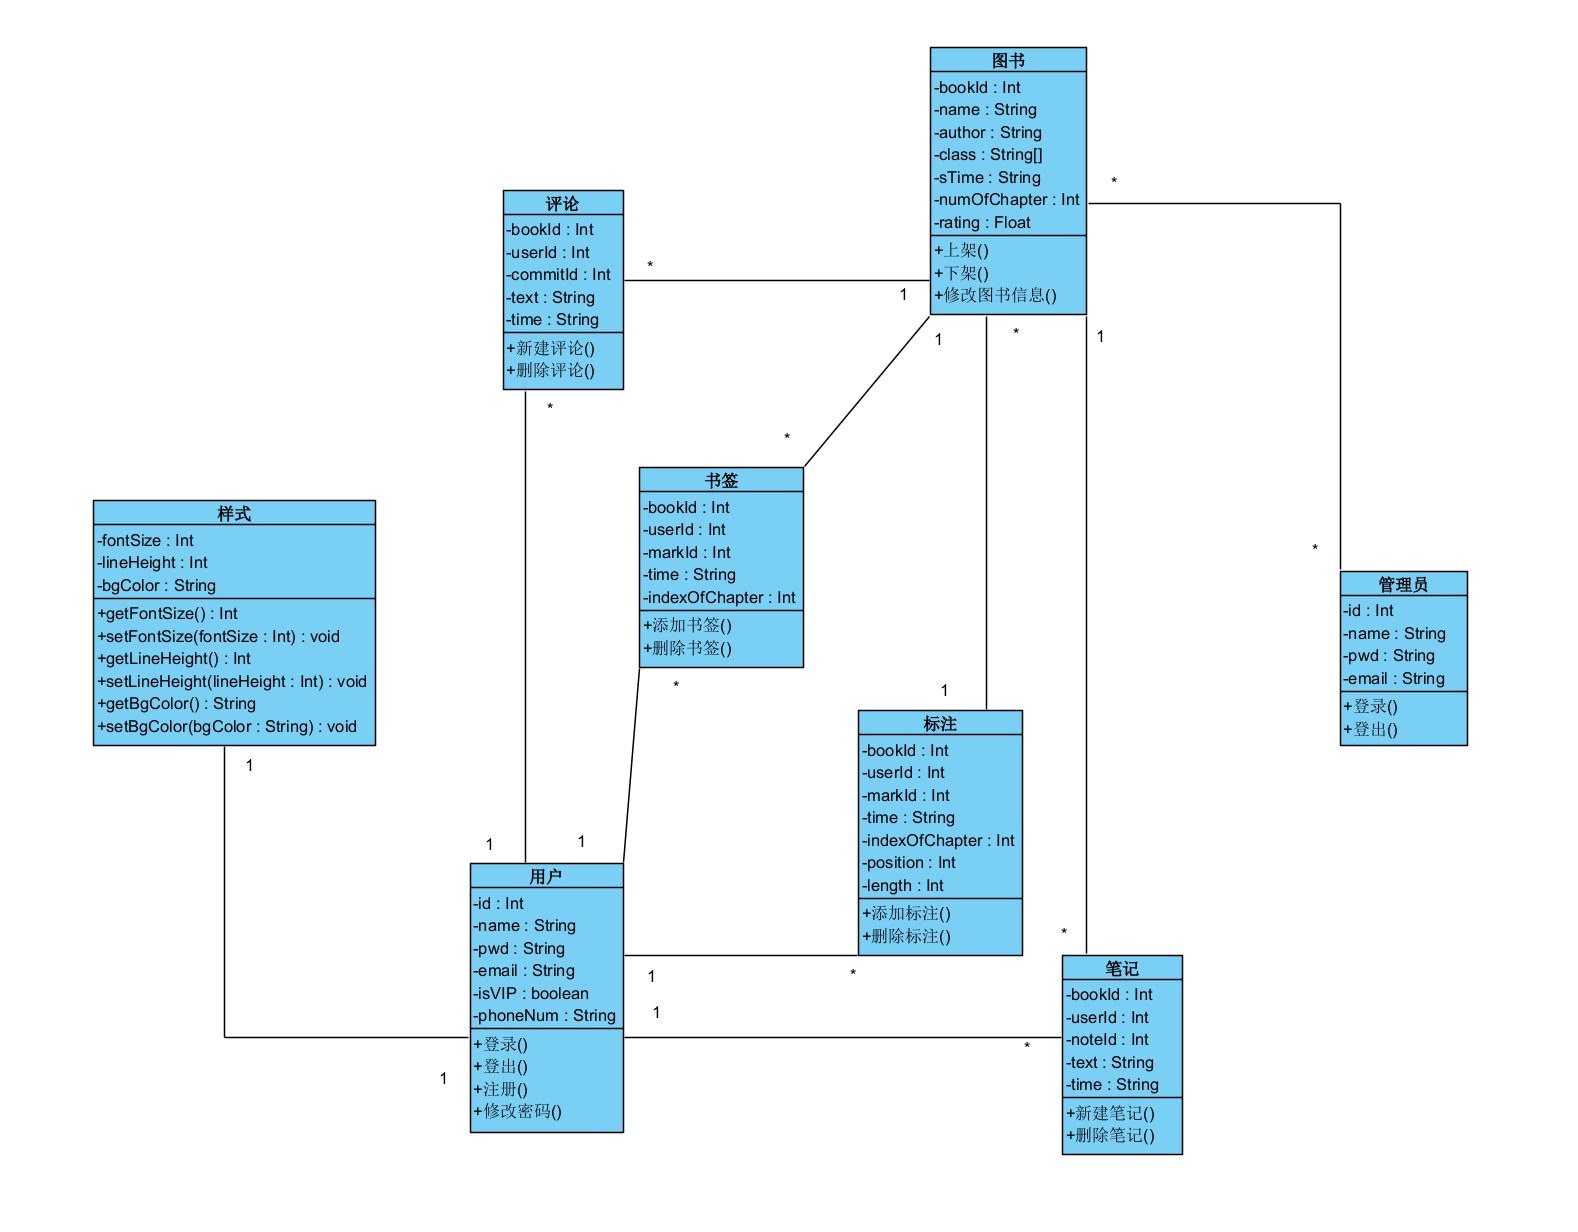 图书
-bookId : Int
-name : String
-author : String
-class : String[]
-sTime : String
-numOfChapter : Int
-rating : Float
+上架()
+下架()
+修改图书信息()
*
评论
-bookId : Int
-userId : Int
-commitId : Int
-text : String
-time : String
+新建评论()
+删除评论()
*
1
1
*
1
*
*
书签
-bookId : Int
-userId : Int
-markId : Int
-time : String
-indexOfChapter : Int
+添加书签()
+删除书签()
*
样式
-fontSize : Int
-lineHeight : Int
-bgColor : String
+getFontSize() : Int
+setFontSize(fontSize : Int) : void
+getLineHeight() : Int
+setLineHeight(lineHeight : Int) : void
+getBgColor() : String
+setBgColor(bgColor : String) : void
1
*
管理员
-id : Int
-name : String
-pwd : String
-email : String
+登录()
+登出()
1
标注
-bookId : Int
-userId : Int
-markId : Int
-time : String
-indexOfChapter : Int
-position : Int
-length : Int
+添加标注()
+删除标注()
1
1
用户
-id : Int
-name : String
-pwd : String
-email : String
-isVIP : boolean
-phoneNum : String
+登录()
+登出()
+注册()
+修改密码()
1
*
1
*
1
*
笔记
-bookId : Int
-userId : Int
-noteId : Int
-text : String
-time : String
+新建笔记()
+删除笔记()